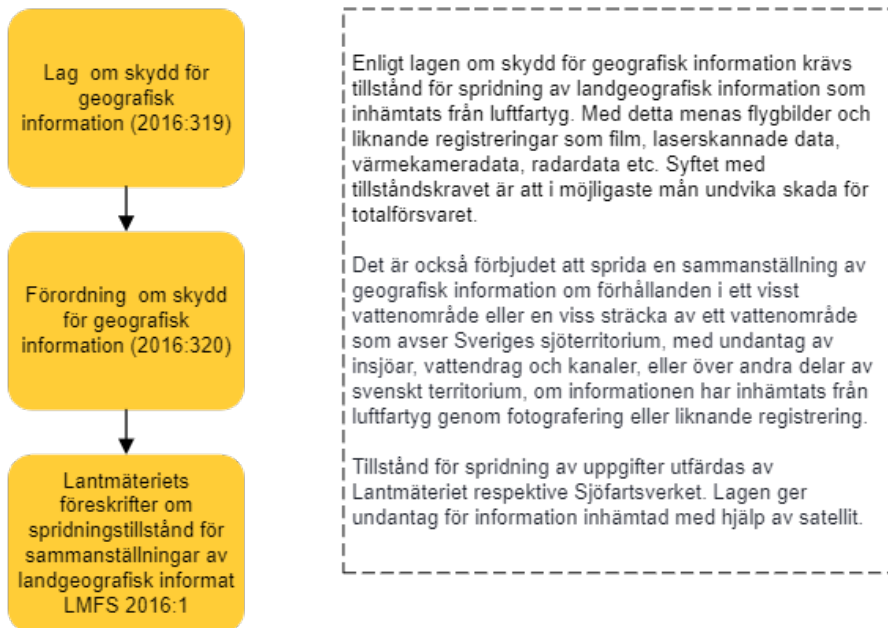 Lag om skydd för
geografisk
information (2016:319)
Förordning om skydd
för geografisk
information (2016:320)
Lantmäteriets
föreskrifter om
spridningstillstånd för
sammanställningar av
landgeografisk informat
LMFS 2016:1
Enligt lagen om skydd för geografisk information krävs
tillstånd för spridning av landgeografisk information som
inhämtats från luftfartyg. Med detta menas flygbilder och
liknande registreringar som film, laserskannade data,
värmekameradata, radardata etc. Syftet med
tillståndskravet är att i möjligaste mån undvika skada för
totalförsvaret.
Det är också förbjudet att sprida en sammanställning av
geografisk information om förhållanden i ett visst
vattenområde eller en viss sträcka av ett vattenområde
som avser Sveriges sjöterritorium, med undantag av
insjöar, vattendrag och kanaler, eller över andra delar av
svenskt territorium, om informationen har inhämtats från
luftfartyg genom fotografering eller liknande registrering.
Tillstånd för spridning av uppgifter utfärdas av
Lantmäteriet respektive Sjöfartsverket. Lagen ger
undantag för information inhämtad med hjälp av satellit.